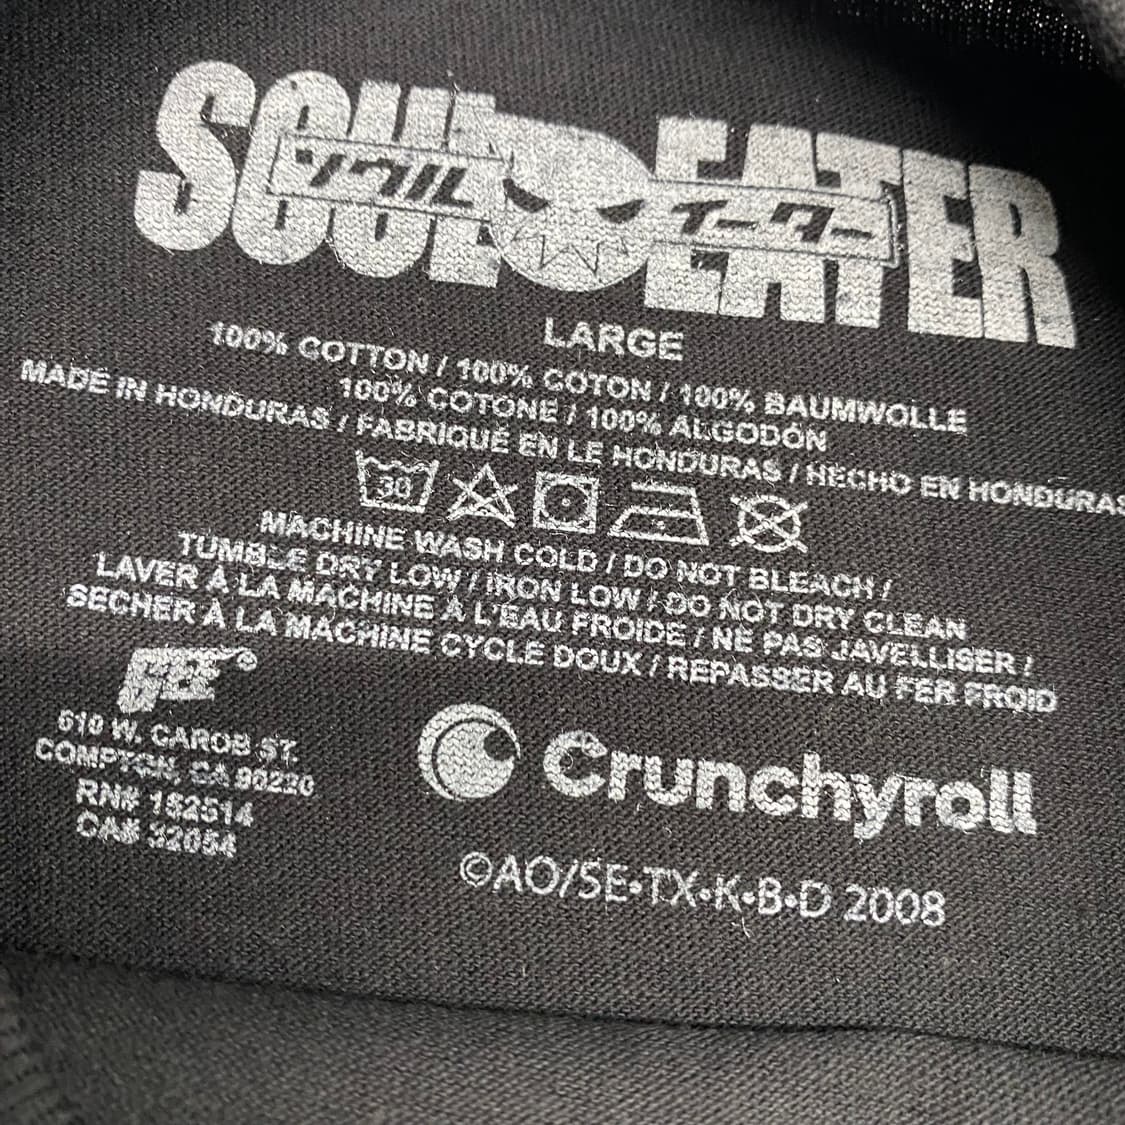 SOUL EATER
ソウル イーター
LARGE
100% COTTON / 100% COTON / 100% BAUMWOLLE
100% COTONE / 100% ALGODÓN
MADE IN HONDURAS / FABRIQUÉ EN LE HONDURAS / HECHO EN HONDURAS
30
MACHINE WASH COLD / DO NOT BLEACH /
TUMBLE DRY LOW / IRON LOW / DO NOT DRY CLEAN
LAVER À LA MACHINE À L'EAU FROIDE / NE PAS JAVELLISER /
SECHER À LA MACHINE CYCLE DOUX / REPASSER AU FER FROID
GEE®
610 W. CAROB ST.
COMPTON, CA 90220
RN# 152514
CA# 32054
Crunchyroll
©AO/SE•TX•K•B•D 2008